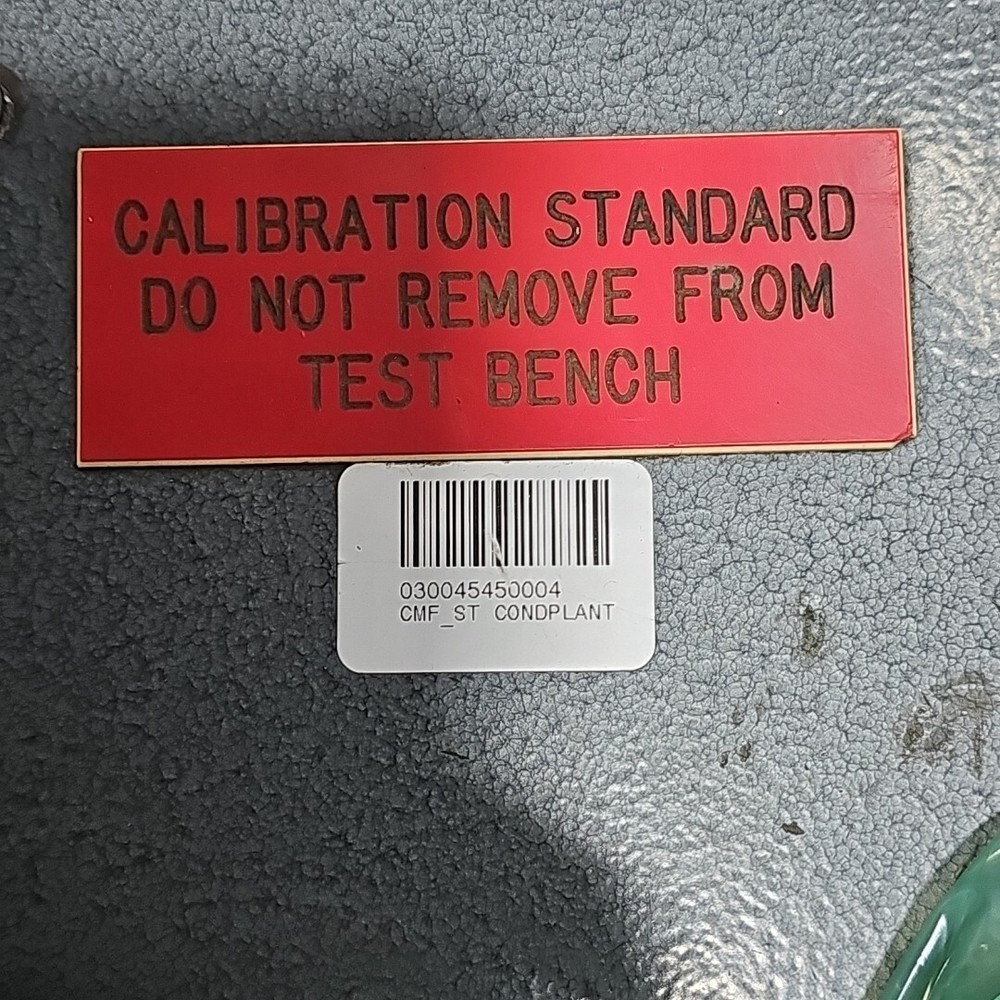 CALIBRATION STANDARD
DO NOT REMOVE FROM
TEST BENCH
030045450004
CMF_ST CONDPLANT